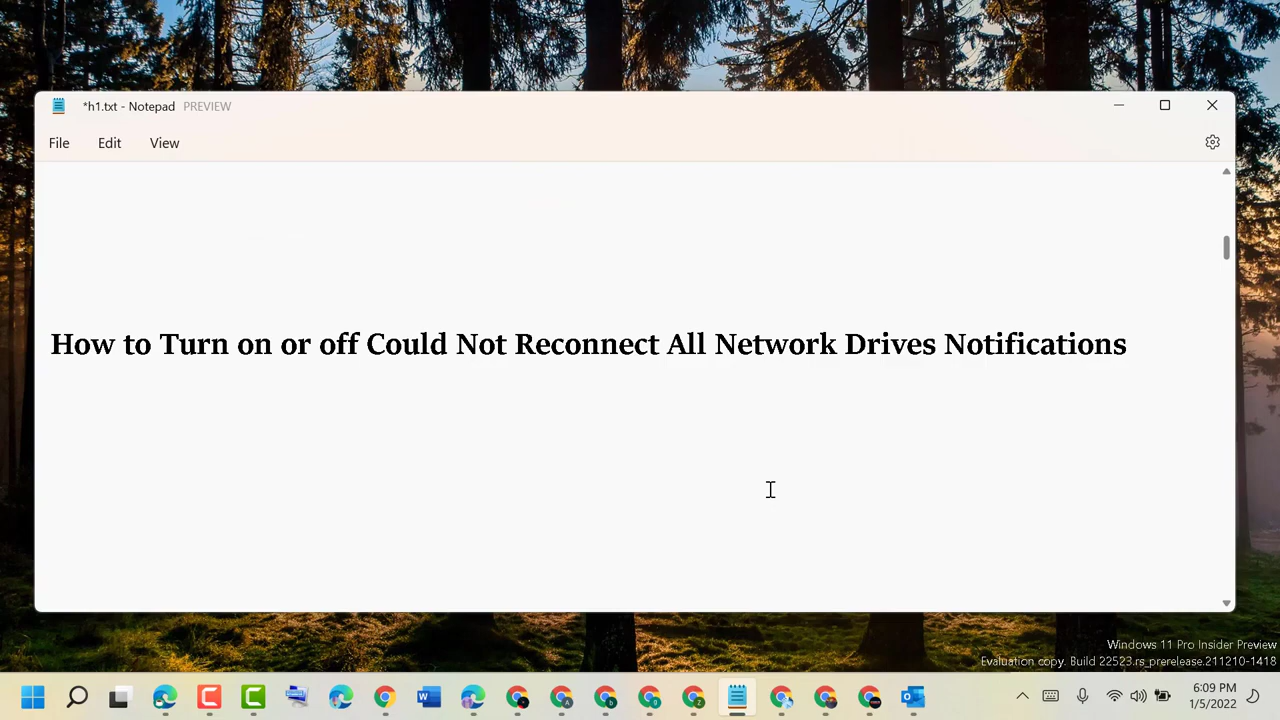 *h1.txt - Notepad PREVIEW
File Edit View
How to Turn on or off Could Not Reconnect All Network Drives Notifications
Windows 11 Pro Insider Preview
Evaluation copy. Build 22523.rs_prerelease.211210-1418
6:09 PM
1/5/2022